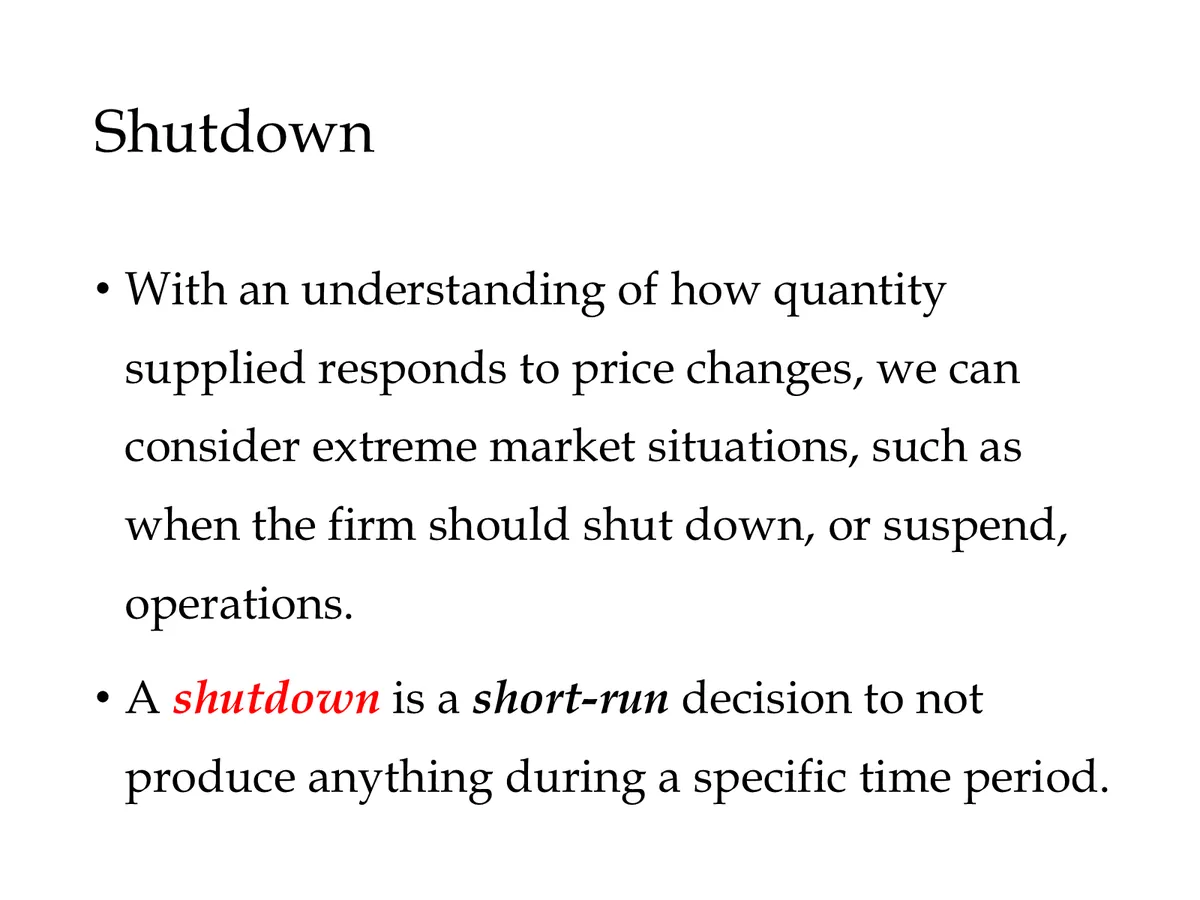 Shutdown
• With an understanding of how quantity
supplied responds to price changes, we can
consider extreme market situations, such as
when the firm should shut down, or suspend,
operations.
• A shutdown is a short-run decision to not
produce anything during a specific time period.